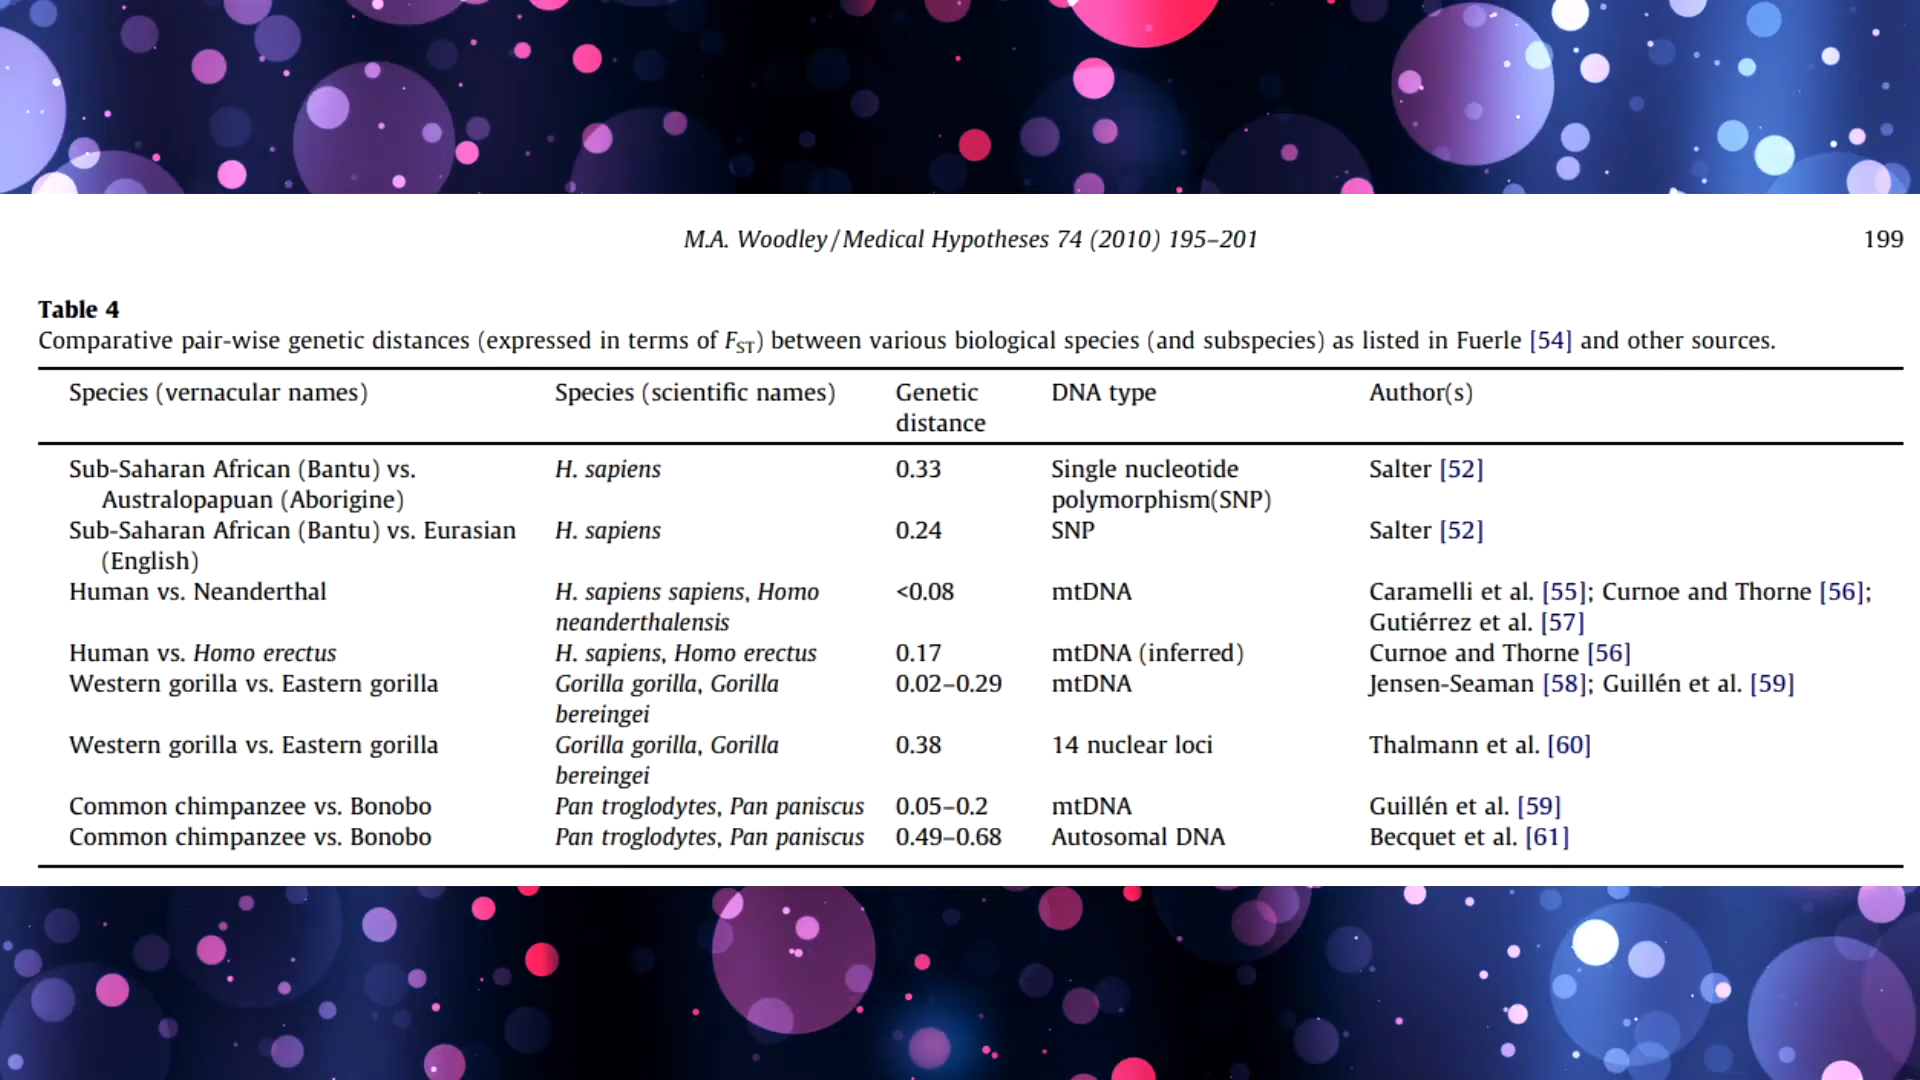 M.A. Woodley / Medical Hypotheses 74 (2010) 195–201 199
Table 4
Comparative pair-wise genetic distances (expressed in terms of FST) between various biological species (and subspecies) as listed in Fuerle [54] and other sources.
Species (vernacular names) Species (scientific names) Genetic DNA type Author(s)
distance
Sub-Saharan African (Bantu) vs. H. sapiens 0.33 Single nucleotide Salter [52]
Australopapuan (Aborigine) polymorphism(SNP)
Sub-Saharan African (Bantu) vs. Eurasian H. sapiens 0.24 SNP Salter [52]
(English)
Human vs. Neanderthal H. sapiens sapiens, Homo <0.08 mtDNA Caramelli et al. [55]; Curnoe and Thorne [56];
neanderthalensis Gutiérrez et al. [57]
Human vs. Homo erectus H. sapiens, Homo erectus 0.17 mtDNA (inferred) Curnoe and Thorne [56]
Western gorilla vs. Eastern gorilla Gorilla gorilla, Gorilla 0.02–0.29 mtDNA Jensen-Seaman [58]; Guillén et al. [59]
bereingei
Western gorilla vs. Eastern gorilla Gorilla gorilla, Gorilla 0.38 14 nuclear loci Thalmann et al. [60]
bereingei
Common chimpanzee vs. Bonobo Pan troglodytes, Pan paniscus 0.05–0.2 mtDNA Guillén et al. [59]
Common chimpanzee vs. Bonobo Pan troglodytes, Pan paniscus 0.49–0.68 Autosomal DNA Becquet et al. [61]